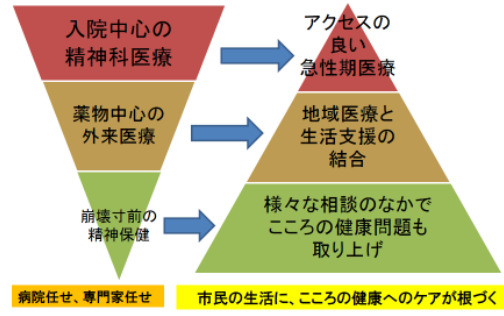 入院中心の
精神科医療
薬物中心の
外来医療
崩壊寸前の
精神保健
病院任せ、専門家任せ
アクセスの
良い
急性期医療
地域医療と
生活支援の
結合
様々な相談のなかで
こころの健康問題も
取り上げ
市民の生活に、こころの健康へのケアが根づく